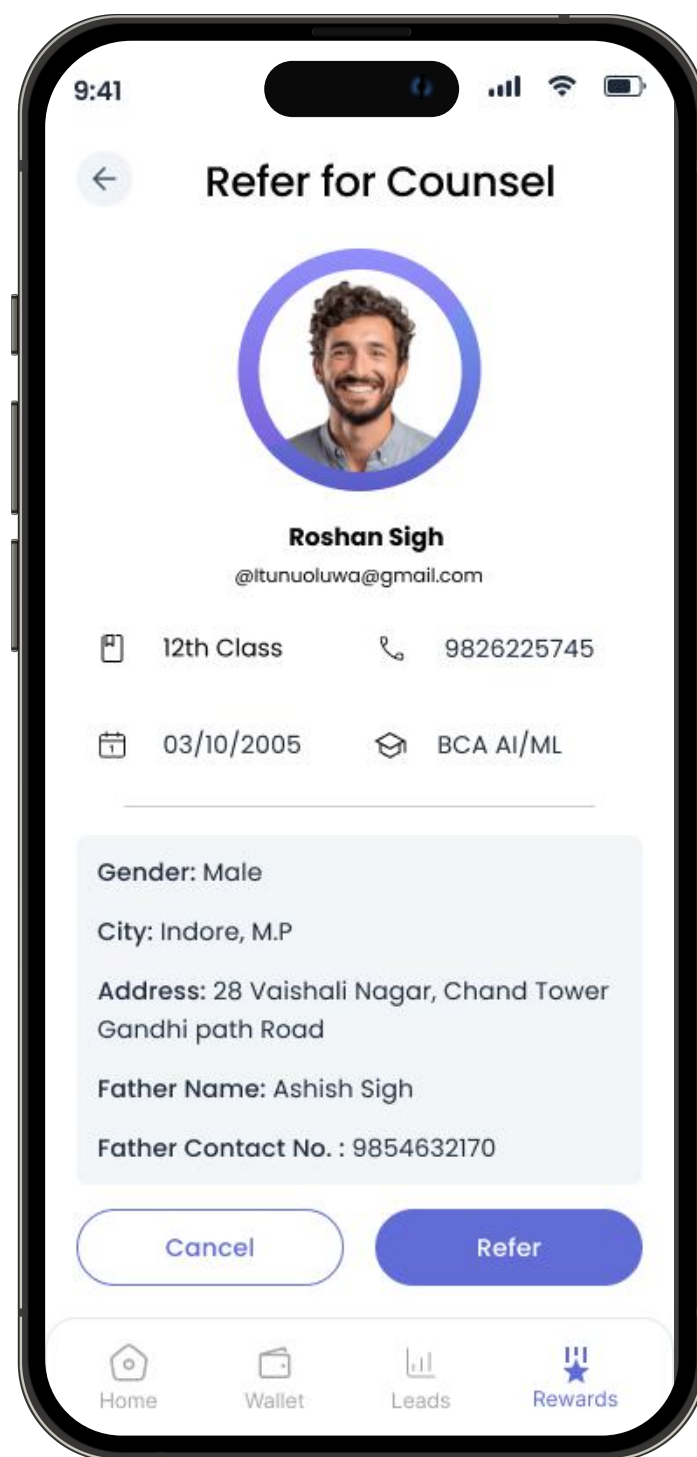 9:41
Refer for Counsel
Roshan Sigh
@Itunuoluwa@gmail.com
12th Class
9826225745
1
03/10/2005
BCA AI/ML
Gender: Male
City: Indore, M.P
Address: 28 Vaishali Nagar, Chand Tower
Gandhi path Road
Father Name: Ashish Sigh
Father Contact No. : 9854632170
Cancel
Refer
Home
Wallet
Leads
Rewards